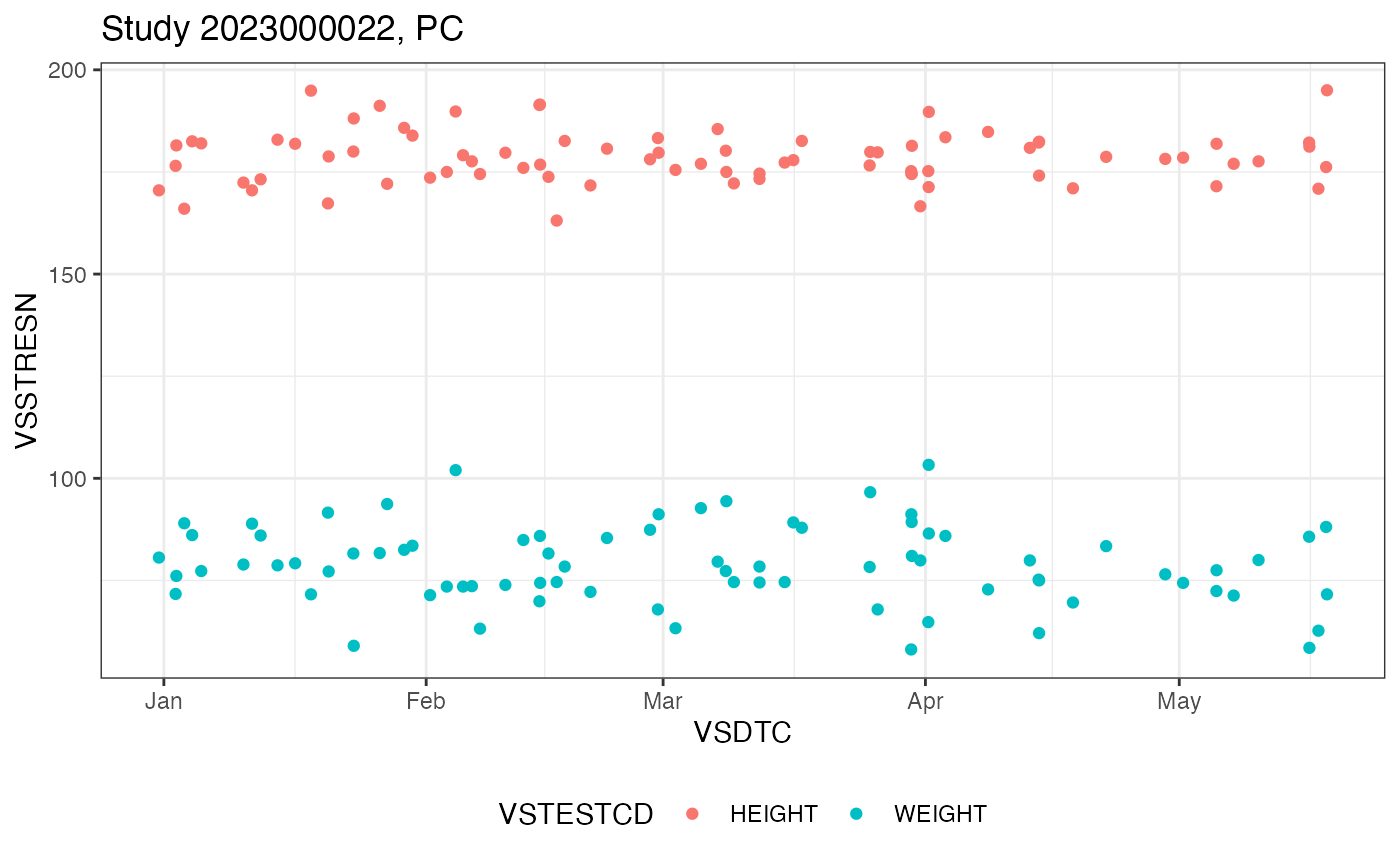 Study 2023000022, PC
200
150
100
VSSTRESN
Jan Feb Mar Apr May
VSDTC
VSTESTCD HEIGHT WEIGHT